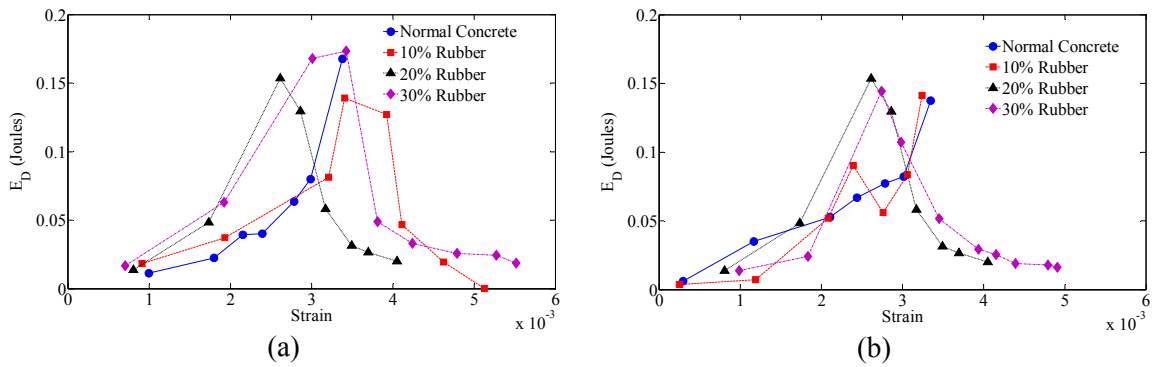 0.2
0.15
0.1
0.05
0
E_D (Joules)
0 1 2 3 4 5 6
Strain
x 10^-3
Normal Concrete
10% Rubber
20% Rubber
30% Rubber
(a)
0.2
0.15
0.1
0.05
0
E_D (Joules)
0 1 2 3 4 5 6
Strain
x 10^-3
Normal Concrete
10% Rubber
20% Rubber
30% Rubber
(b)